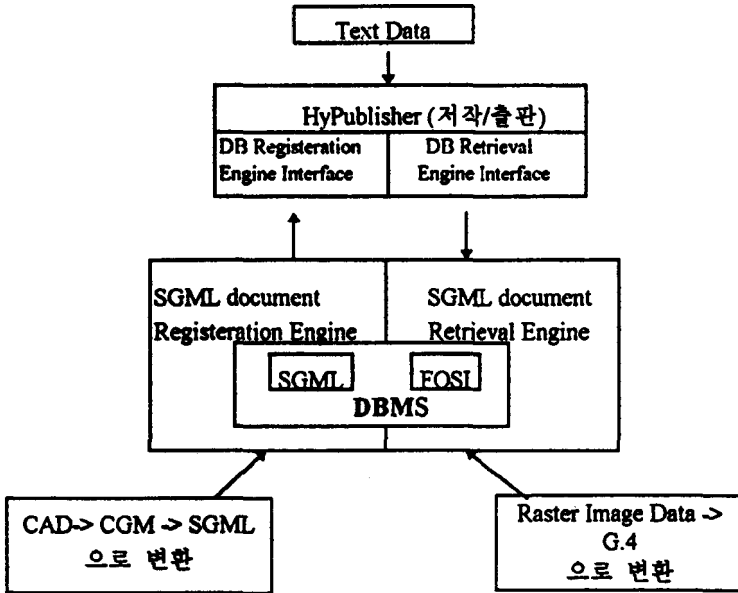 Text Data
HyPublisher (저작/출판)
DB Registeration
Engine Interface
DB Retrieval
Engine Interface
SGML document
Registeration Engine
SGML document
Retrieval Engine
SGML
FOSI
DBMS
CAD-> CGM -> SGML
으로 변환
Raster Image Data ->
G.4
으로 변환